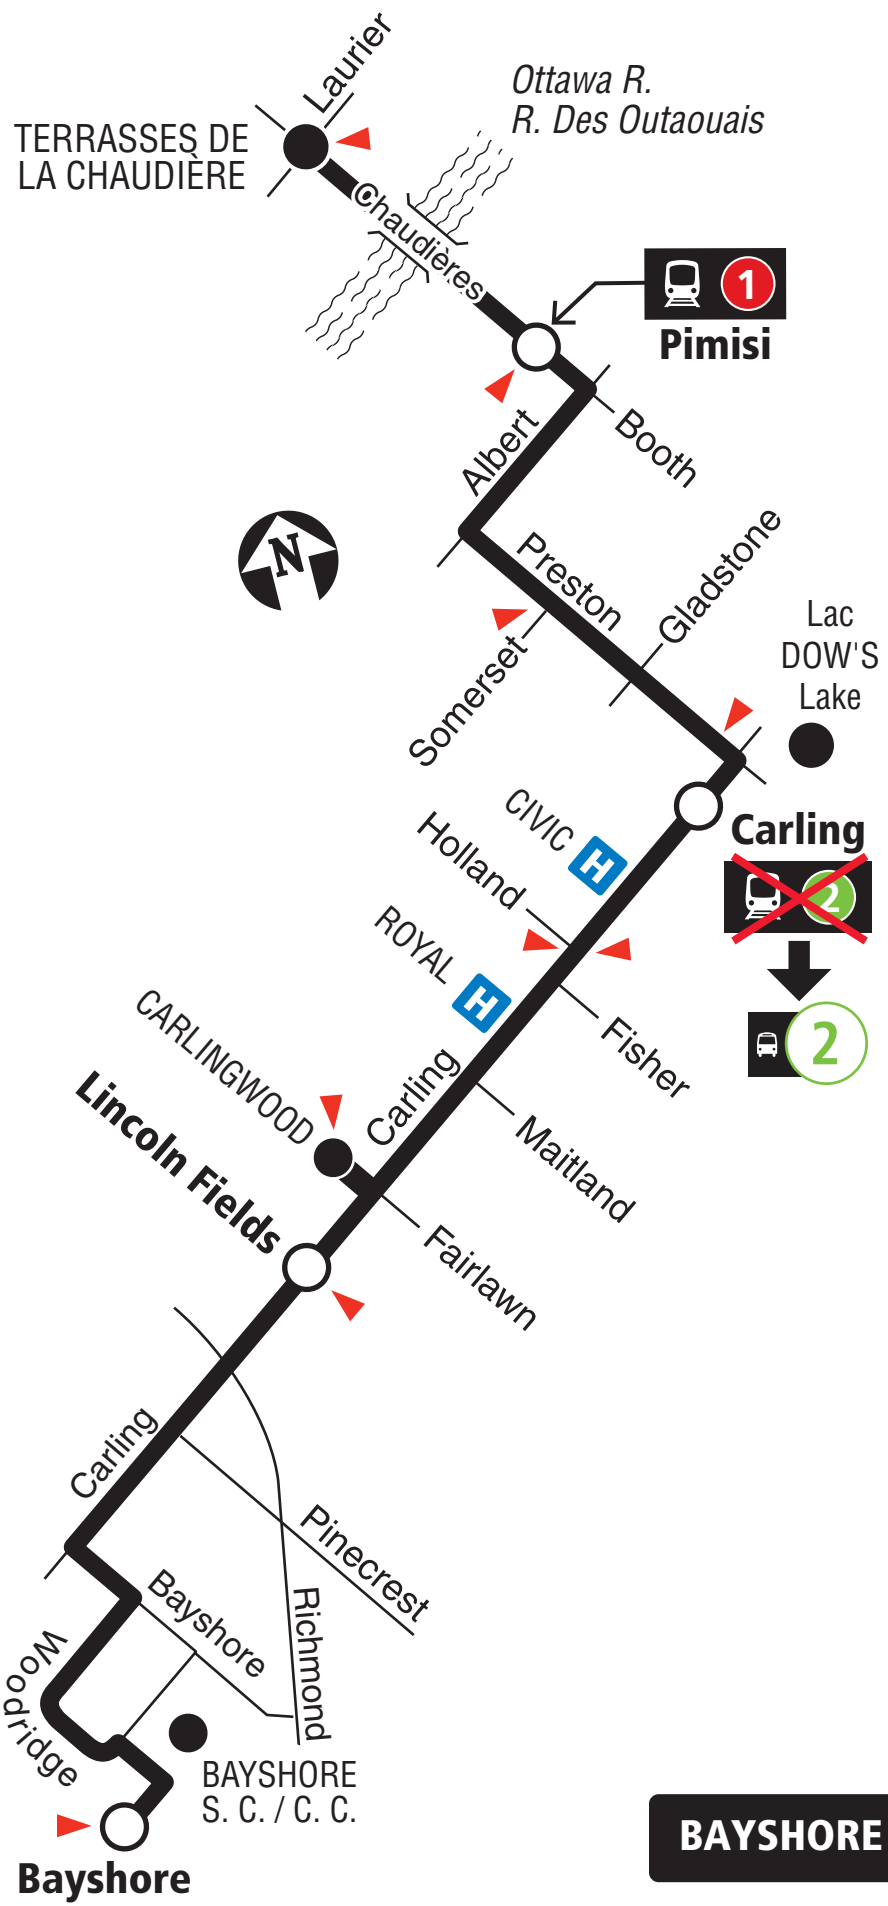 Laurier
Ottawa R.
R. Des Outaouais
TERRASSES DE
LA CHAUDIÈRE
Chaudières
1
Pimisi
Albert
Booth
N
Preston
Gladstone
Somerset
Lac
DOW'S
Lake
CIVIC
H
Holland
Carling
2
ROYAL
H
2
Fisher
CARLINGWOOD
Carling
Maitland
Lincoln Fields
Fairlawn
Carling
Pinecrest
Bayshore
Richmond
Woodridge
BAYSHORE
S. C. / C. C.
Bayshore
BAYSHORE